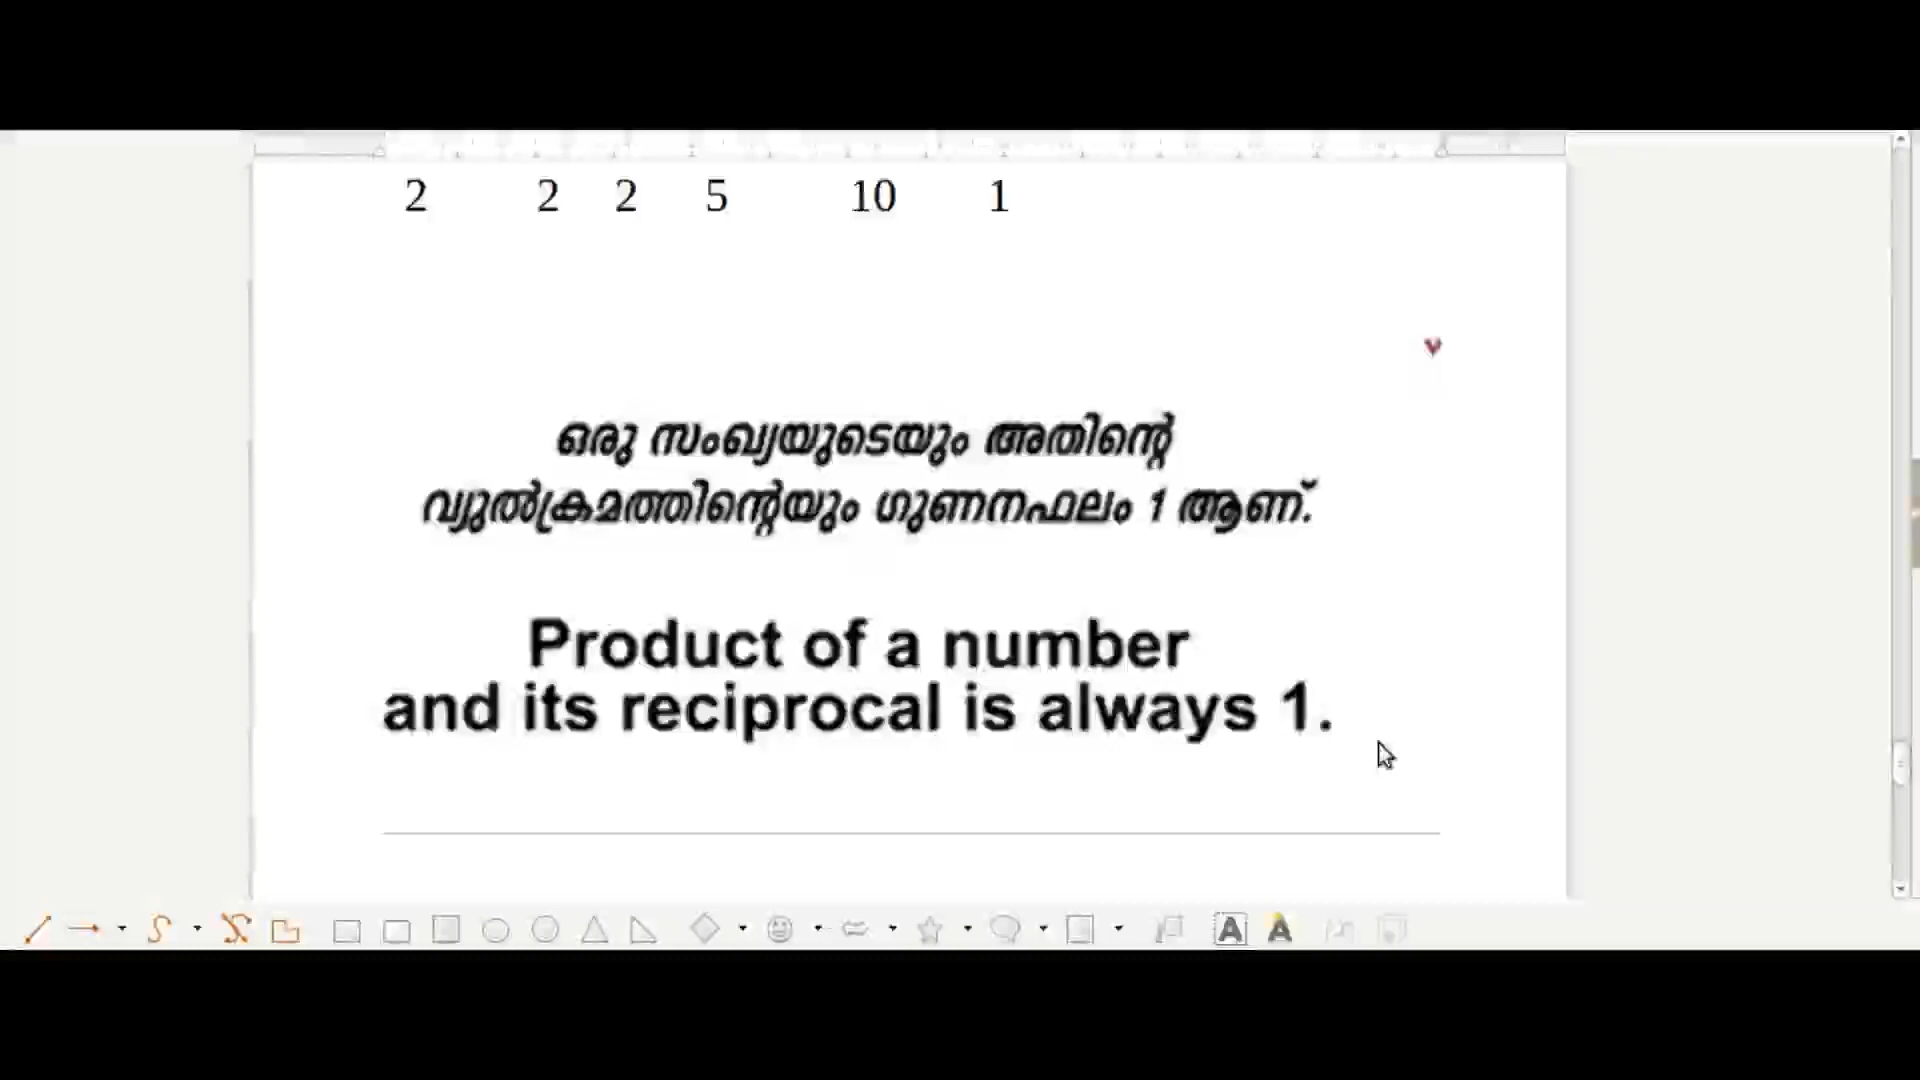 2 2 2 5 10 1
ഒരു സംഖ്യയുടെയും അതിന്റെ
വ്യുൽക്രമത്തിന്റെയും ഗുണനഫലം 1 ആണ്.
Product of a number
and its reciprocal is always 1.